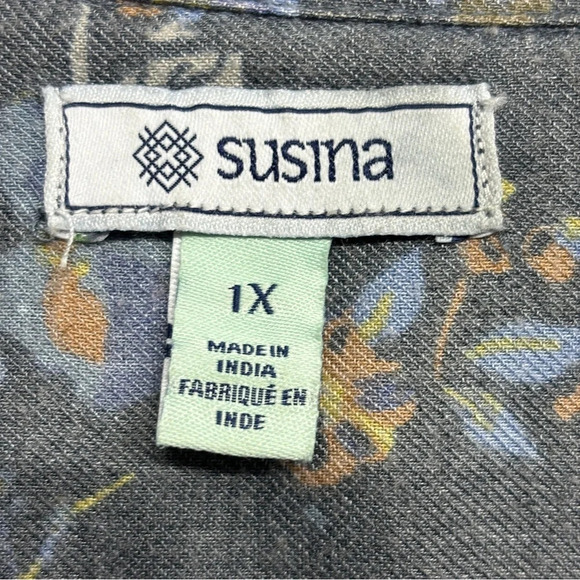 susina
1X
MADE IN
INDIA
FABRIQUÉ EN
INDE